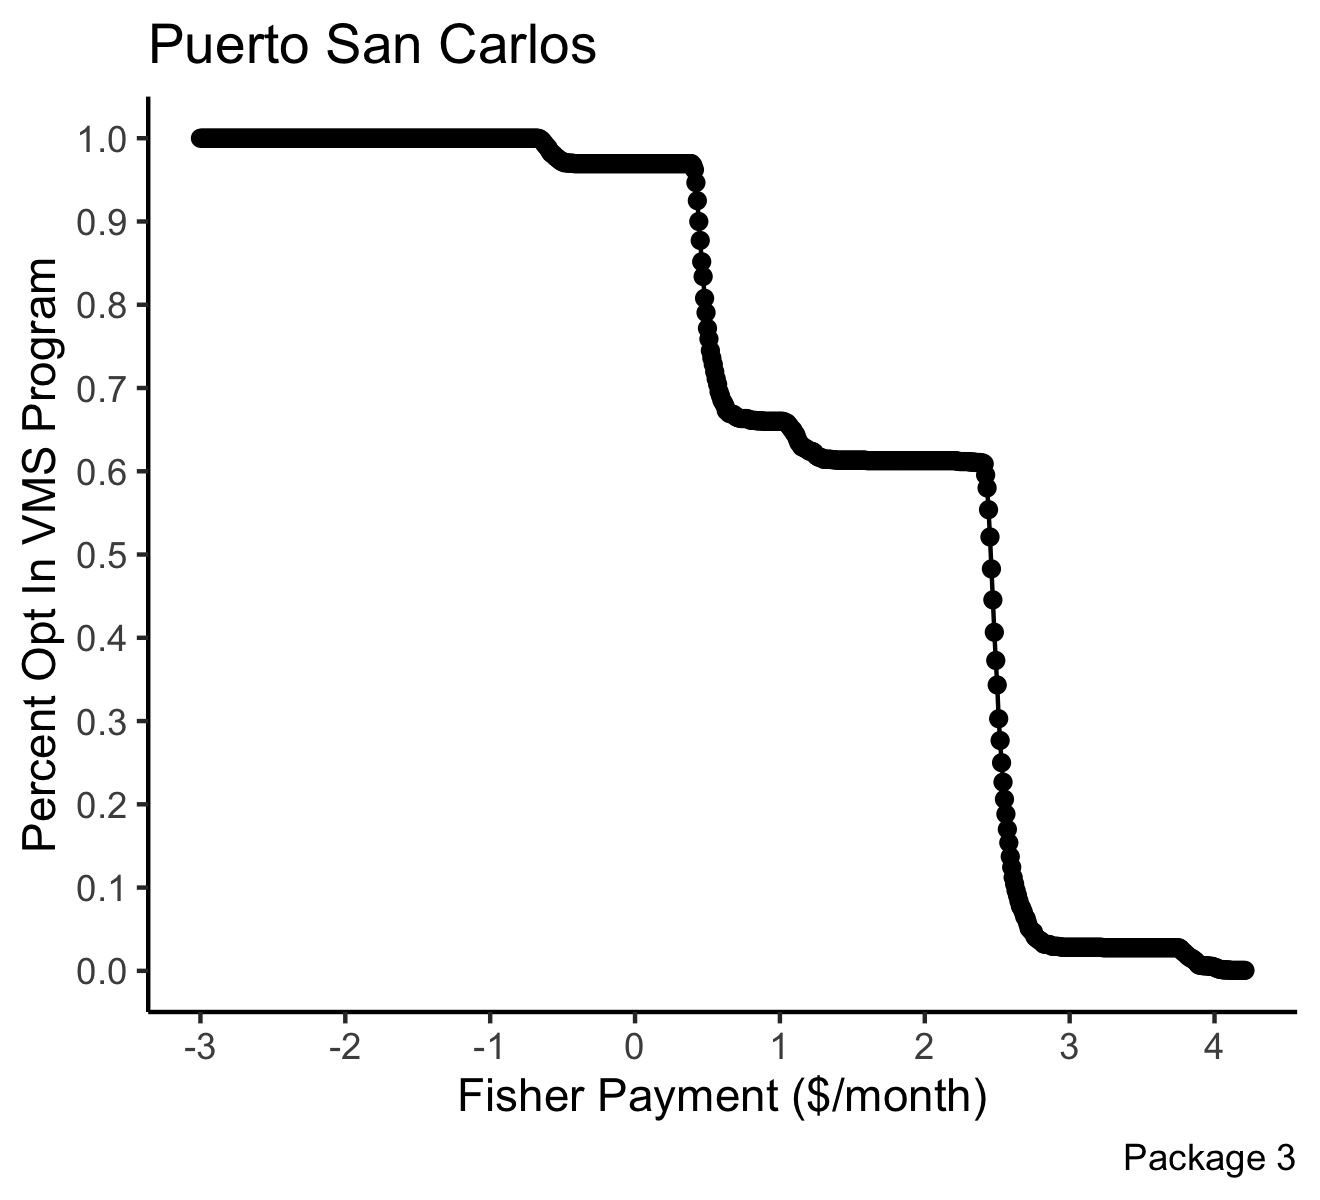 Puerto San Carlos
Percent Opt In VMS Program
1.0
0.9
0.8
0.7
0.6
0.5
0.4
0.3
0.2
0.1
0.0
-3 -2 -1 0 1 2 3 4
Fisher Payment ($/month)
Package 3